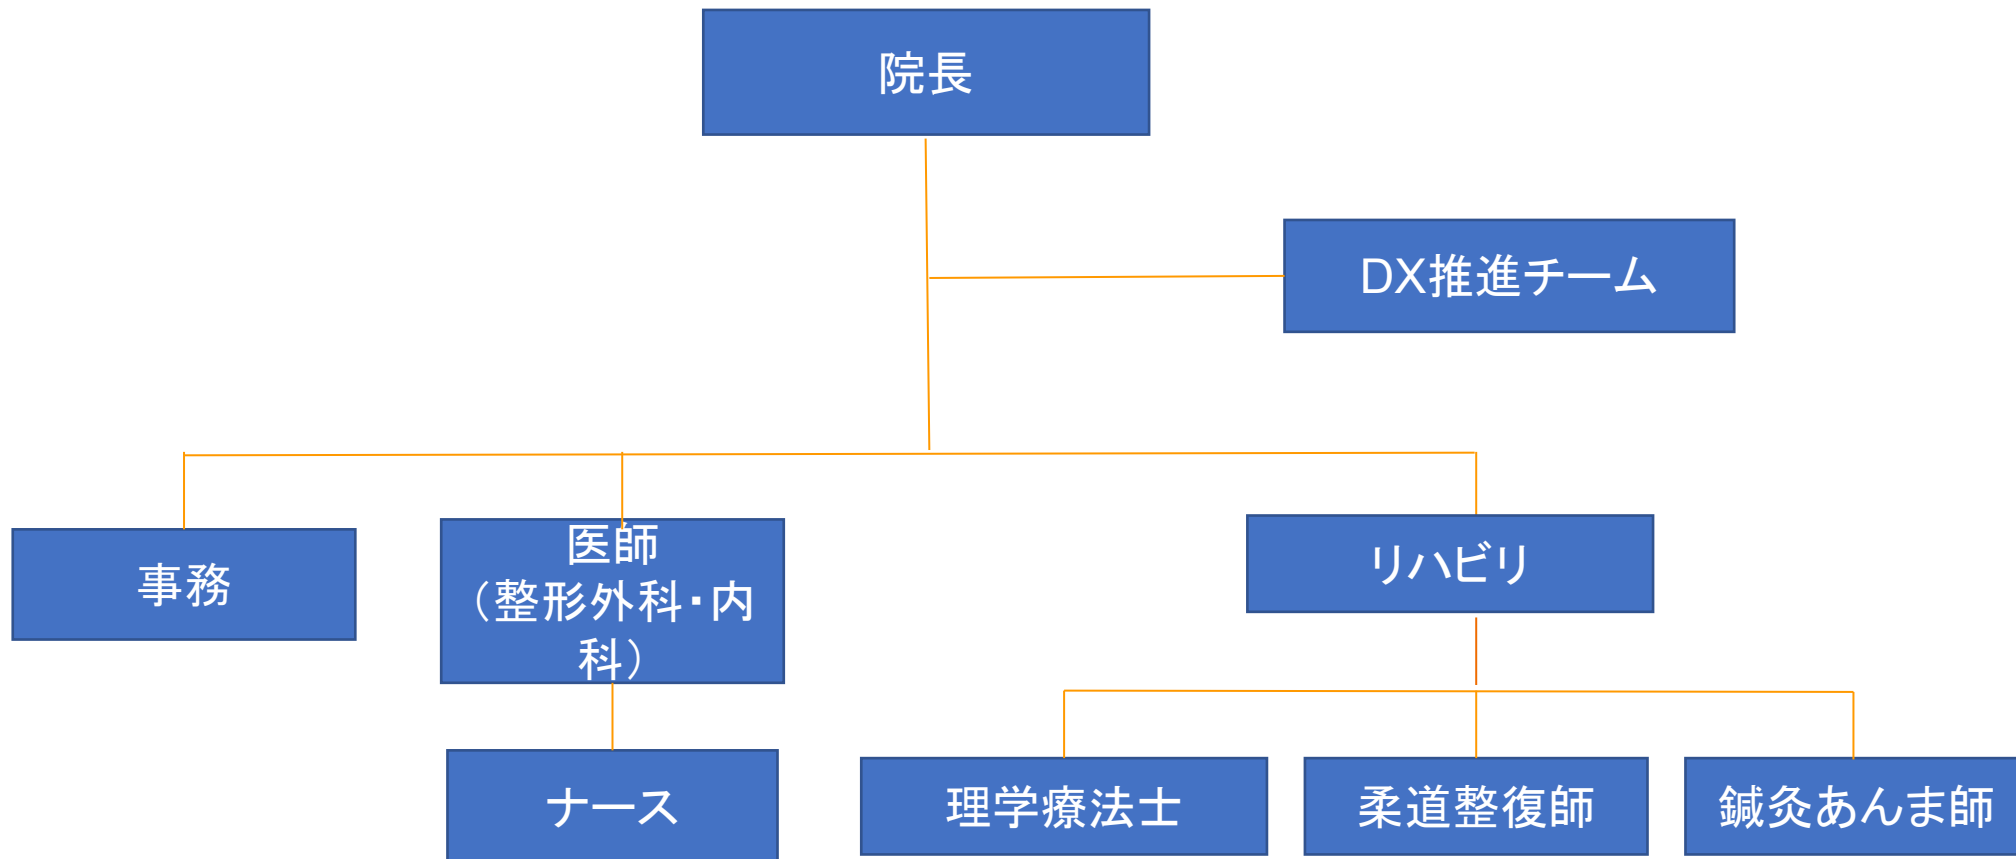 院長
DX推進チーム
事務
医師
（整形外科・内
科）
リハビリ
ナース
理学療法士
柔道整復師
鍼灸あんま師